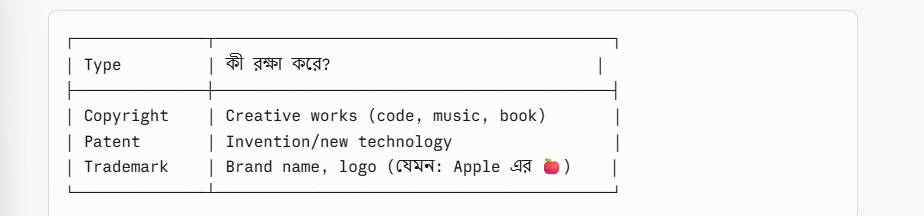 Type কী রক্ষা করে?
Copyright Creative works (code, music, book)
Patent Invention/new technology
Trademark Brand name, logo (যেমন: Apple এর 🍎)